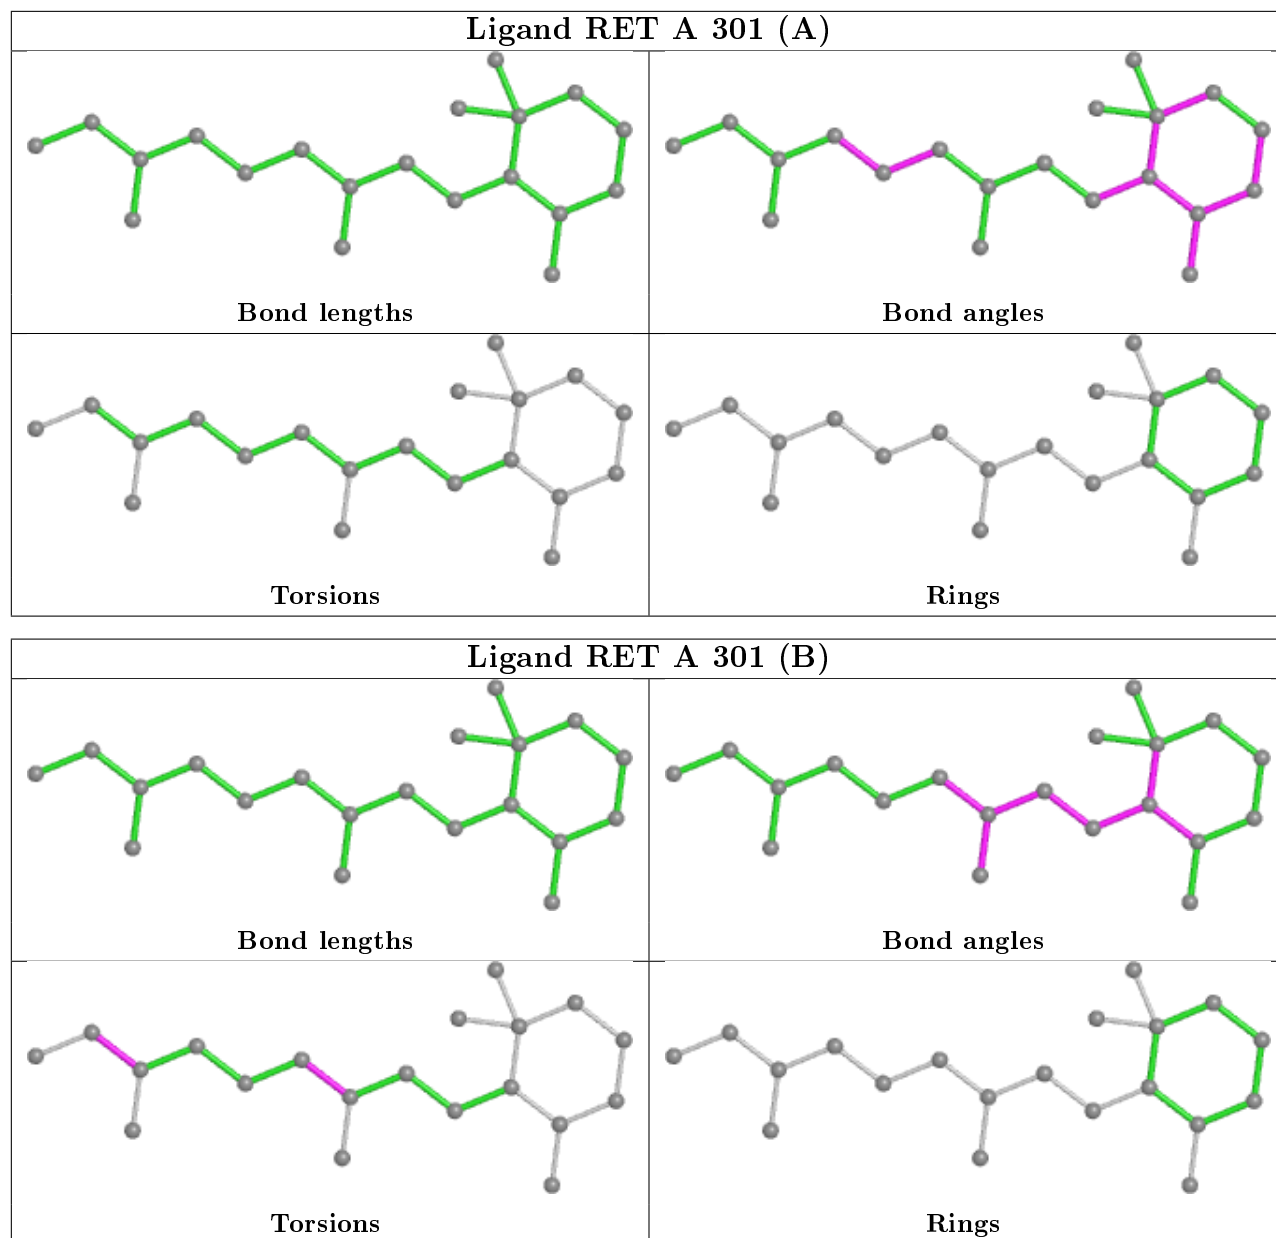 Ligand RET A 301 (A)
Bond lengths
Bond angles
Torsions
Rings
Ligand RET A 301 (B)
Bond lengths
Bond angles
Torsions
Rings